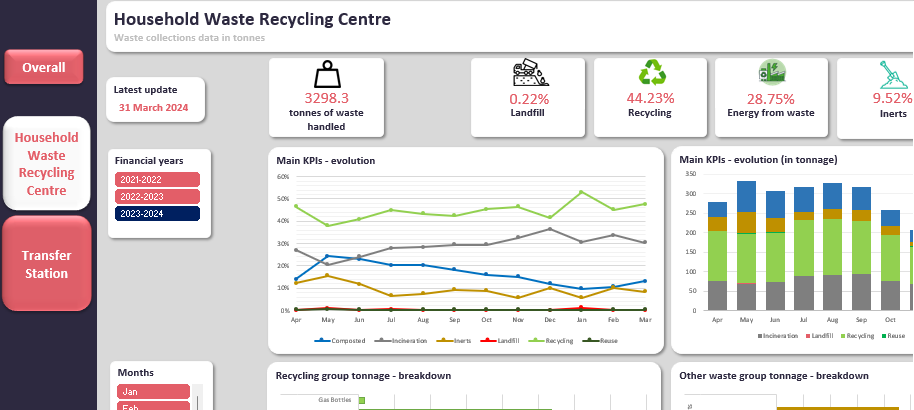 Household Waste Recycling Centre
Waste collections data in tonnes
Overall
Household
Waste
Recycling
Centre
Transfer
Station
Latest update
31 March 2024
3298.3
tonnes of waste
handled
0.22%
Landfill
44.23%
Recycling
28.75%
Energy from waste
9.52%
Inerts
Financial years
2021-2022
2022-2023
2023-2024
Main KPIs - evolution
60%
50%
40%
30%
20%
10%
0%
Apr May Jun Jul Aug Sep Oct Nov Dec Jan Feb Mar
Composted Incineration Inerts Landfill Recycling Reuse
Main KPIs - evolution (in tonnage)
350
300
250
200
150
100
50
0
Apr May Jun Jul Aug Sep Oct
Incineration Landfill Recycling Reuse
Months
Jan
Feb
Recycling group tonnage - breakdown
Gas Bottles
Other waste group tonnage - breakdown